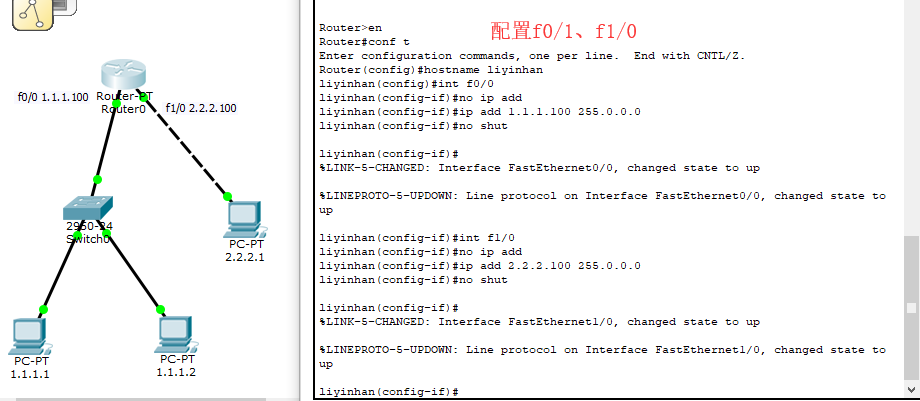 f0/0 1.1.1.100
Router-PT
Router0
f1/0 2.2.2.100
2950-24
Switch0
PC-PT
2.2.2.1
PC-PT
1.1.1.1
PC-PT
1.1.1.2
配置f0/1、f1/0
Router>en
Router#conf t
Enter configuration commands, one per line.  End with CNTL/Z.
Router(config)#hostname liyinhan
liyinhan(config)#int f0/0
liyinhan(config-if)#no ip add
liyinhan(config-if)#ip add 1.1.1.100 255.0.0.0
liyinhan(config-if)#no shut
liyinhan(config-if)#
%LINK-5-CHANGED: Interface FastEthernet0/0, changed state to up
%LINEPROTO-5-UPDOWN: Line protocol on Interface FastEthernet0/0, changed state to
up
liyinhan(config-if)#int f1/0
liyinhan(config-if)#no ip add
liyinhan(config-if)#ip add 2.2.2.100 255.0.0.0
liyinhan(config-if)#no shut
liyinhan(config-if)#
%LINK-5-CHANGED: Interface FastEthernet1/0, changed state to up
%LINEPROTO-5-UPDOWN: Line protocol on Interface FastEthernet1/0, changed state to
up
liyinhan(config-if)#